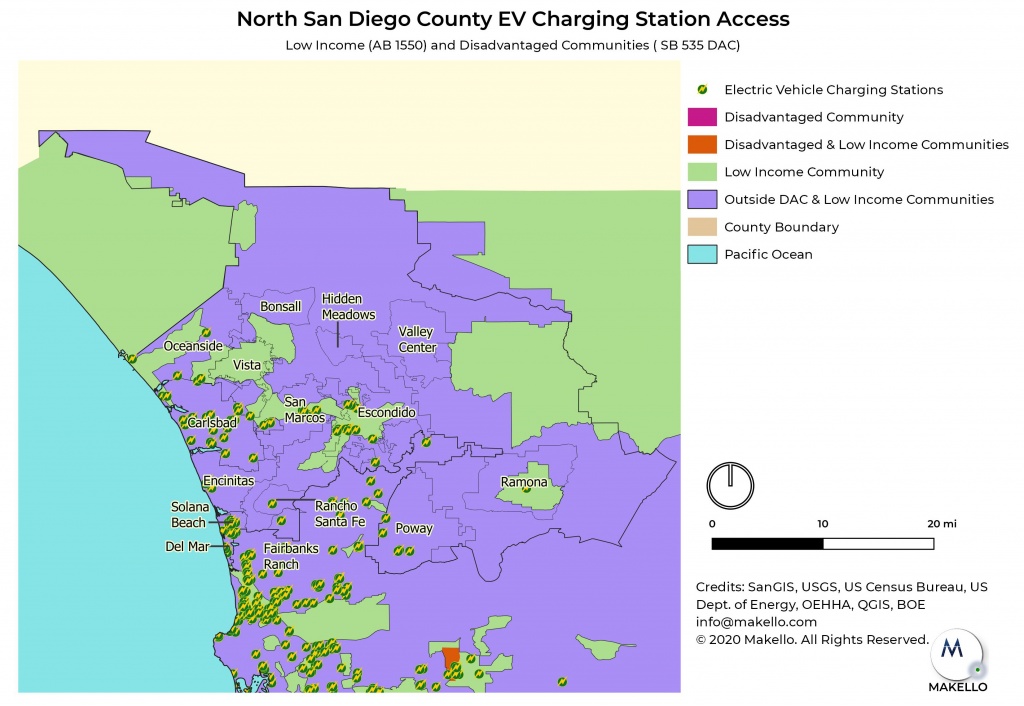 North San Diego County EV Charging Station Access
Low Income (AB 1550) and Disadvantaged Communities ( SB 535 DAC)
Electric Vehicle Charging Stations
Disadvantaged Community
Disadvantaged & Low Income Communities
Low Income Community
Outside DAC & Low Income Communities
County Boundary
Pacific Ocean
Bonsall
Hidden
Meadows
Valley
Center
Oceanside
Vista
San
Marcos
Escondido
Carlsbad
Encinitas
Ramona
Solana
Beach
Rancho
Santa Fe
Poway
Del Mar
Fairbanks
Ranch
0 10 20 mi
Credits: SanGIS, USGS, US Census Bureau, US
Dept. of Energy, OEHHA, QGIS, BOE
info@makello.com
© 2020 Makello. All Rights Reserved.
M
MAKELLO